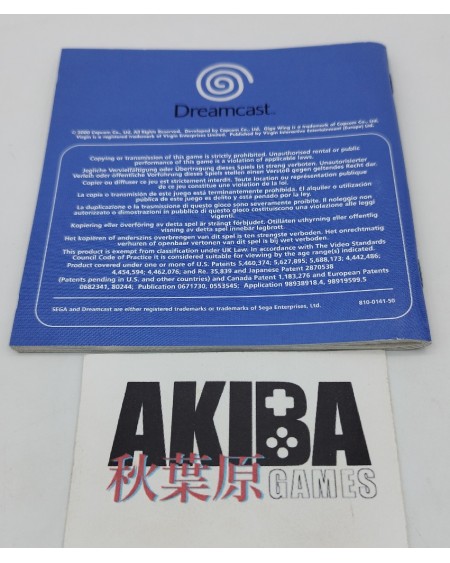 Dreamcast™
© 2000 Capcom Co., Ltd. All Rights Reserved. Developed by Capcom Co., Ltd. Giga Wing is a trademark of Capcom Co., Ltd.
Virgin is a registered trademark of Virgin Enterprises Limited. Published by Virgin Interactive Entertainment (Europe) Ltd.
Copying or transmission of this game is strictly prohibited. Unauthorised rental or public
performance of this game is a violation of applicable laws.
Jegliche Vervielfältigung oder Übertragung dieses Spiels ist streng verboten. Unautorisierter
Verleih oder öffentliche Vorführung dieses Spiels stellen einen Verstoß gegen geltendes Recht dar.
Copier ou diffuser ce jeu est strictement interdit. Toute location ou représentation publique
de ce jeu constitue une violation de la loi.
La copia o transmisión de este juego está terminantemente prohibida. El alquiler o utilización
pública de este juego es delito y está penado por la ley.
La duplicazione o la trasmissione di questo gioco sono severamente proibite. Il noleggio non
autorizzato o dimostrazioni in pubblico di questo gioco costituiscono una violazione alle leggi
vigenti.
Kopiering eller överföring av detta spel är strängt förbjudet. Otillåten uthyrning eller offentlig
visning av detta spel innebar lagbrott.
Het kopiëren of anderszins overbrengen van dit spel is ten strengste verboden. Het onrechtmatig
verhuren of openbaar vertonen van dit spel is bij wet verboden.
This product is exempt from classification under UK Law. In accordance with The Video Standards
Council Code of Practice it is considered suitable for viewing by the age range(s) indicated.
Product covered under one or more of U.S. Patents 5,460,374; 5,627,895; 5,688,173; 4,442,486;
4,454,594; 4,462,076; and Re. 35,839 and Japanese Patent 2870538
(Patents pending in U.S. and other countries) and Canada Patent 1,183,276 and European Patents
0682341, 80244; Publication 0671730, 0553545; Application 98938918.4, 98919599.5
SEGA and Dreamcast are either registered trademarks or trademarks of Sega Enterprises, Ltd.
810-0141-50
AKIBA
秋葉原 GAMES